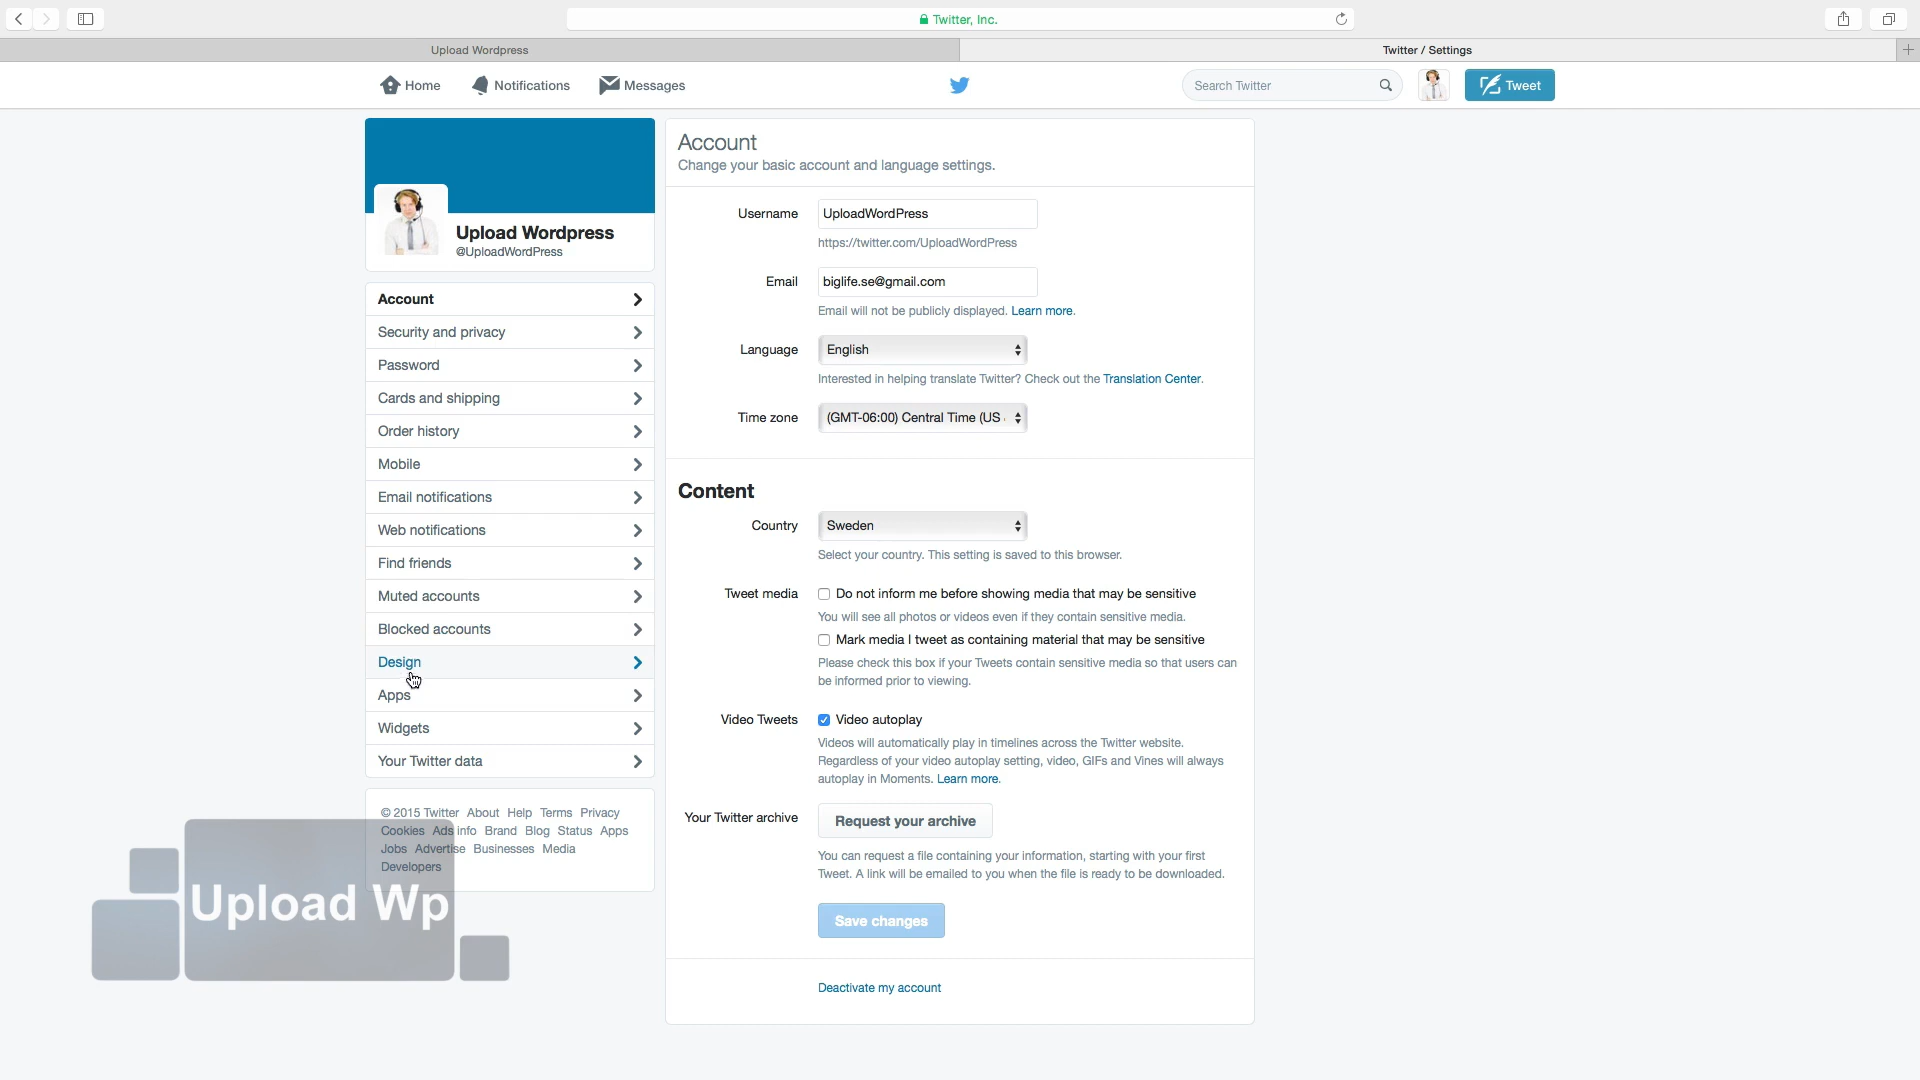 Twitter, Inc.
Upload Wordpress
Twitter / Settings
Home
Notifications
Messages
Search Twitter
Tweet
Upload Wordpress
@UploadWordPress
Account
Security and privacy
Password
Cards and shipping
Order history
Mobile
Email notifications
Web notifications
Find friends
Muted accounts
Blocked accounts
Design
Apps
Widgets
Your Twitter data
© 2015 Twitter About Help Terms Privacy
Cookies Ads info Brand Blog Status Apps
Jobs Advertise Businesses Media
Developers
Upload Wp
Account
Change your basic account and language settings.
Username UploadWordPress
https://twitter.com/UploadWordPress
Email biglife.se@gmail.com
Email will not be publicly displayed. Learn more.
Language English
Interested in helping translate Twitter? Check out the Translation Center.
Time zone (GMT-06:00) Central Time (US
Content
Country Sweden
Select your country. This setting is saved to this browser.
Tweet media Do not inform me before showing media that may be sensitive
You will see all photos or videos even if they contain sensitive media.
Mark media I tweet as containing material that may be sensitive
Please check this box if your Tweets contain sensitive media so that users can
be informed prior to viewing.
Video Tweets Video autoplay
Videos will automatically play in timelines across the Twitter website.
Regardless of your video autoplay setting, video, GIFs and Vines will always
autoplay in Moments. Learn more.
Your Twitter archive Request your archive
You can request a file containing your information, starting with your first
Tweet. A link will be emailed to you when the file is ready to be downloaded.
Save changes
Deactivate my account